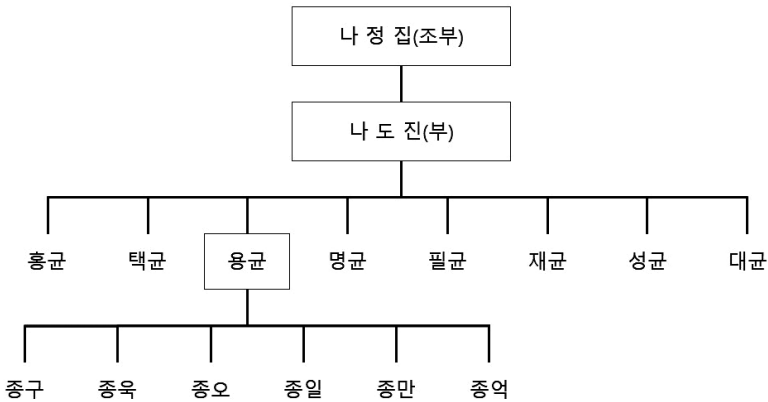 나 정 집(조부)
나 도 진(부)
홍균 택균 용균 명균 필균 재균 성균 대균
종구 종욱 종오 종일 종만 종억